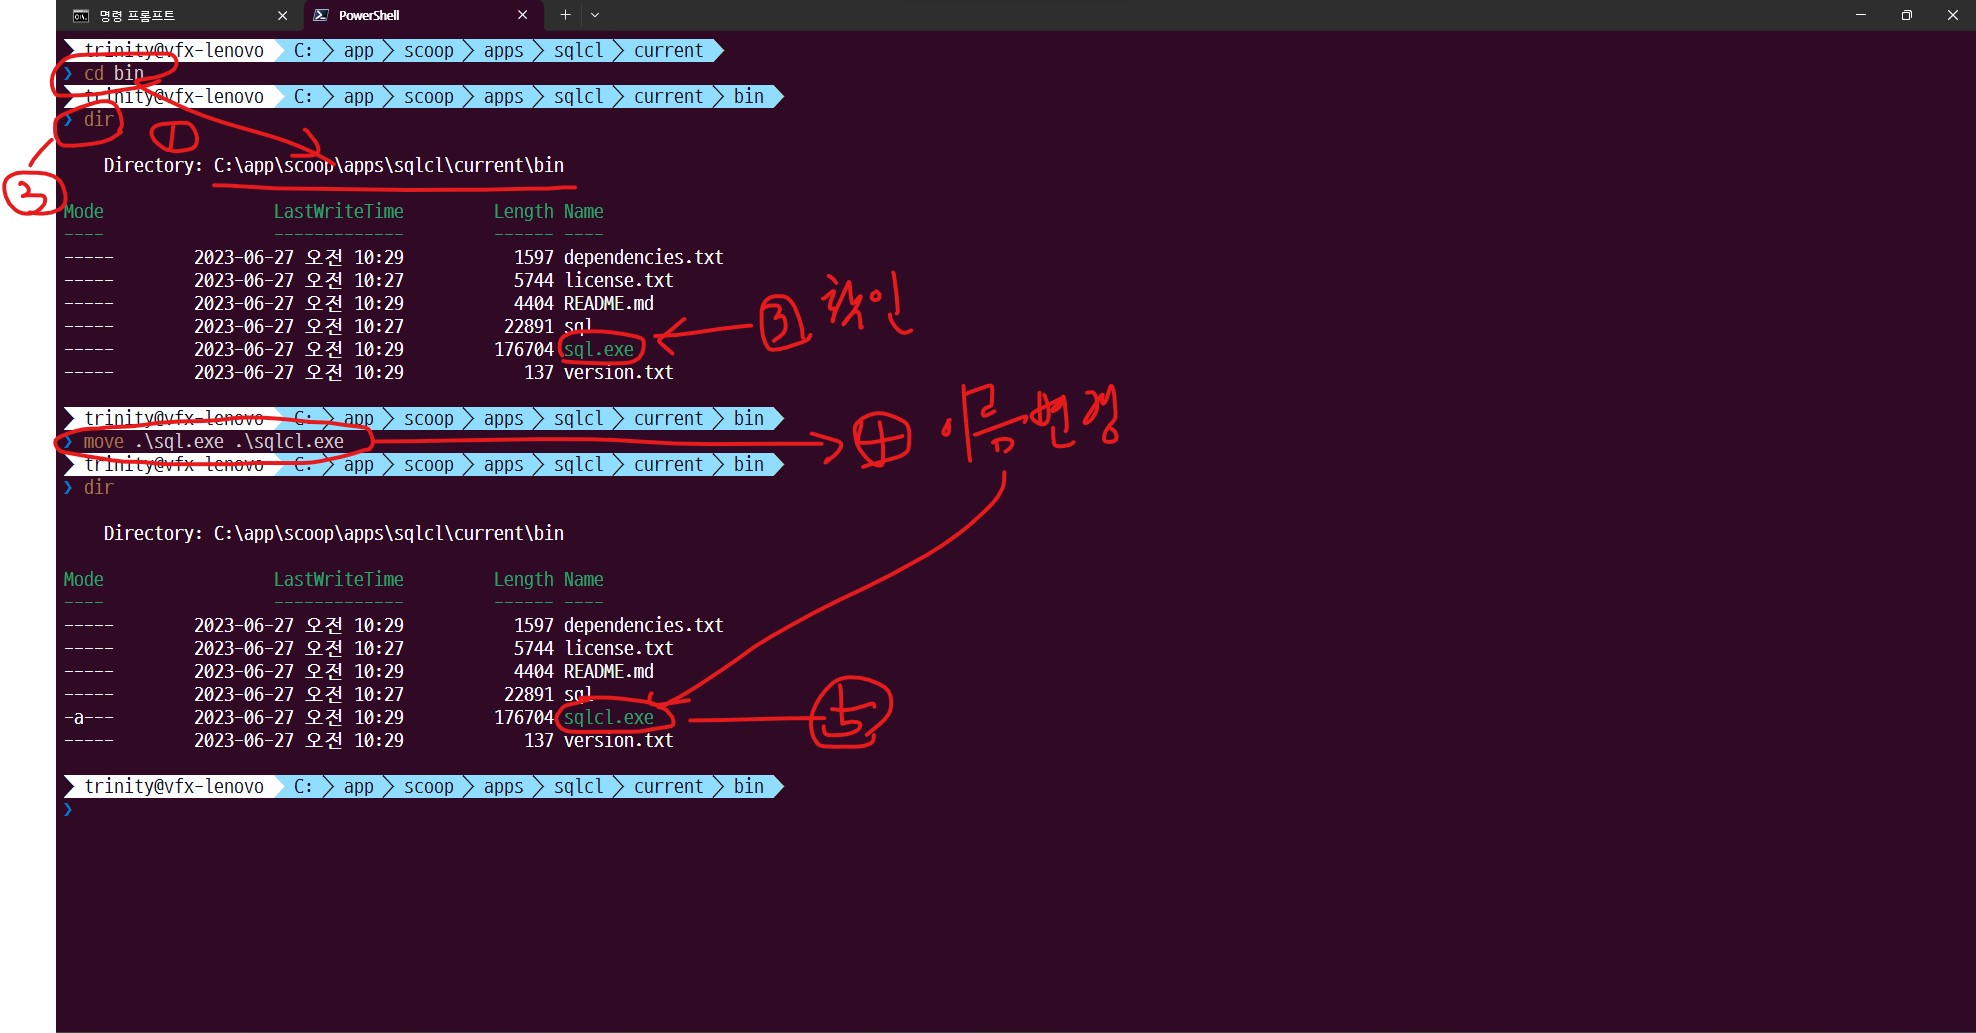 명령 프롬프트 PowerShell
trinity@vfx-lenovo C: app scoop apps sqlcl current
❯ cd bin
trinity@vfx-lenovo C: app scoop apps sqlcl current bin
❯ dir
①
Directory: C:\app\scoop\apps\sqlcl\current\bin
③
Mode LastWriteTime Length Name
---- ------------- ------ ----
----- 2023-06-27 오전 10:29 1597 dependencies.txt
----- 2023-06-27 오전 10:27 5744 license.txt
----- 2023-06-27 오전 10:29 4404 README.md
----- 2023-06-27 오전 10:27 22891 sql
----- 2023-06-27 오전 10:29 176704 sql.exe
③ 확인
----- 2023-06-27 오전 10:29 137 version.txt
trinity@vfx-lenovo C: app scoop apps sqlcl current bin
❯ move .\sql.exe .\sqlcl.exe
④ 이름변경
trinity@vfx-lenovo C: app scoop apps sqlcl current bin
❯ dir
Directory: C:\app\scoop\apps\sqlcl\current\bin
Mode LastWriteTime Length Name
---- ------------- ------ ----
----- 2023-06-27 오전 10:29 1597 dependencies.txt
----- 2023-06-27 오전 10:27 5744 license.txt
----- 2023-06-27 오전 10:29 4404 README.md
----- 2023-06-27 오전 10:27 22891 sql
-a--- 2023-06-27 오전 10:29 176704 sqlcl.exe
⑤
----- 2023-06-27 오전 10:29 137 version.txt
trinity@vfx-lenovo C: app scoop apps sqlcl current bin
❯